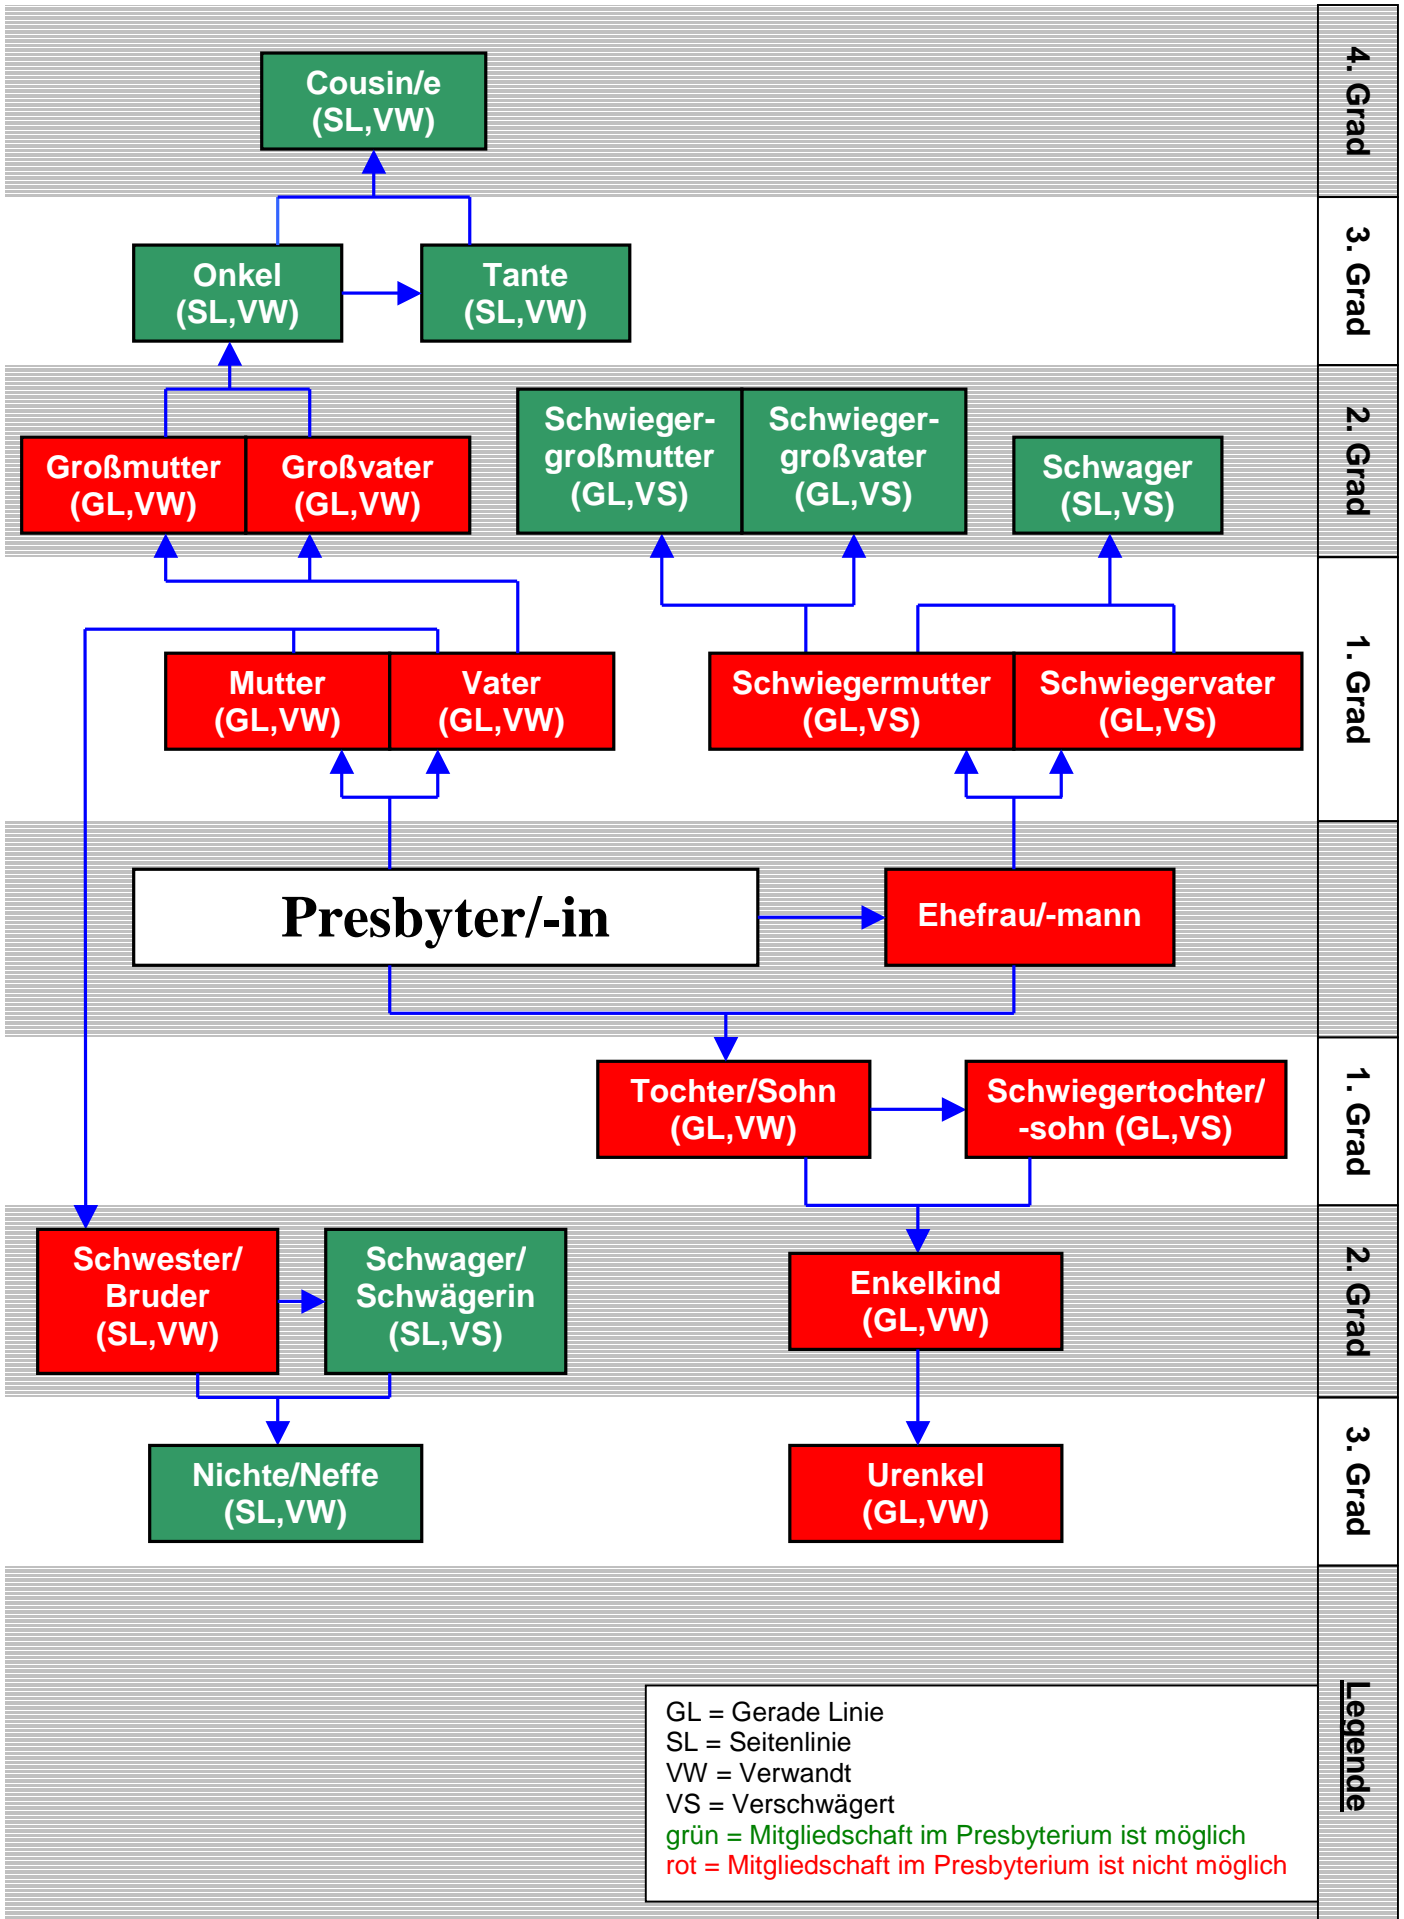 4. Grad
Cousin/e
(SL,VW)
3. Grad
Onkel
(SL,VW)
Tante
(SL,VW)
2. Grad
Großmutter
(GL,VW)
Großvater
(GL,VW)
Schwieger-
großmutter
(GL,VS)
Schwieger-
großvater
(GL,VS)
Schwager
(SL,VS)
1. Grad
Mutter
(GL,VW)
Vater
(GL,VW)
Schwiegermutter
(GL,VS)
Schwiegervater
(GL,VS)
Presbyter/-in
Ehefrau/-mann
1. Grad
Tochter/Sohn
(GL,VW)
Schwiegertochter/
-sohn (GL,VS)
2. Grad
Schwester/
Bruder
(SL,VW)
Schwager/
Schwägerin
(SL,VS)
Enkelkind
(GL,VW)
3. Grad
Nichte/Neffe
(SL,VW)
Urenkel
(GL,VW)
Legende
GL = Gerade Linie
SL = Seitenlinie
VW = Verwandt
VS = Verschwägert
grün = Mitgliedschaft im Presbyterium ist möglich
rot = Mitgliedschaft im Presbyterium ist nicht möglich